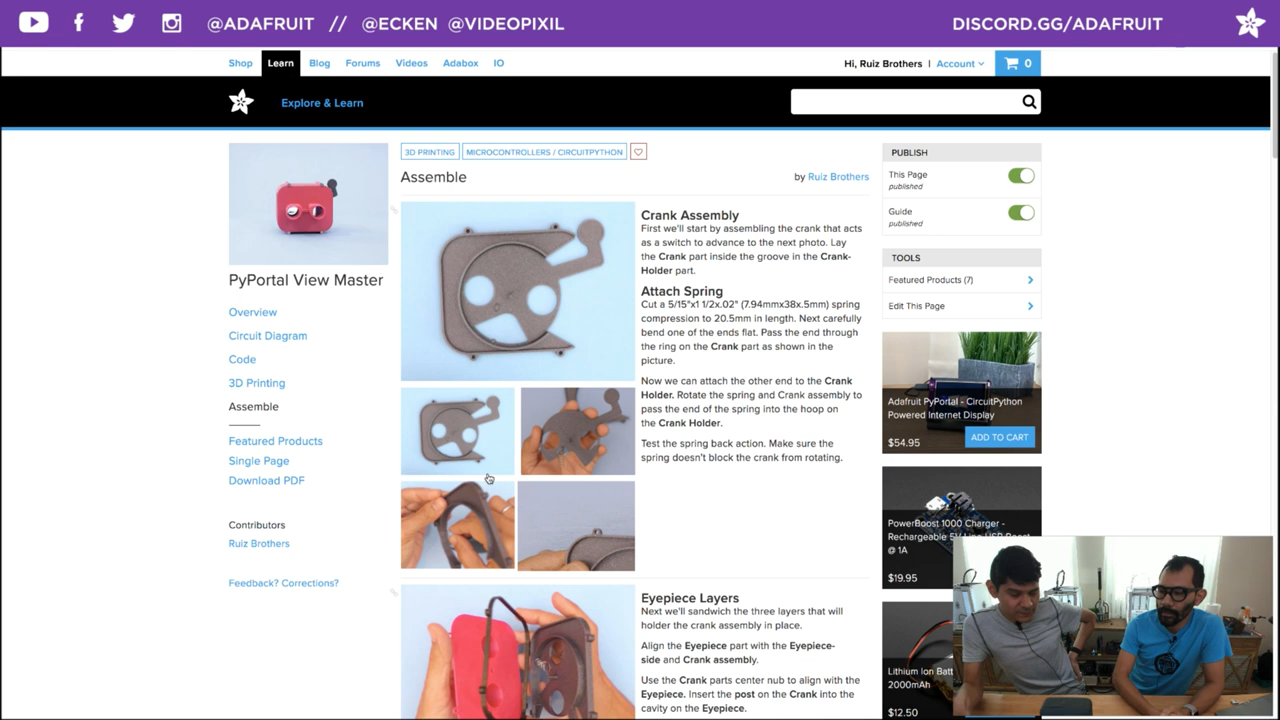 @ADAFRUIT // @ECKEN @VIDEOPIXIL
DISCORD.GG/ADAFRUIT
Shop Learn Blog Forums Videos Adabox IO
Hi, Ruiz Brothers | Account 0
Explore & Learn
PyPortal View Master
Overview
Circuit Diagram
Code
3D Printing
Assemble
Featured Products
Single Page
Download PDF
Contributors
Ruiz Brothers
Feedback? Corrections?
3D PRINTING MICROCONTROLLERS / CIRCUITPYTHON
Assemble
by Ruiz Brothers
Crank Assembly
First we'll start by assembling the crank that acts
as a switch to advance to the next photo. Lay
the Crank part inside the groove in the Crank-
Holder part.
Attach Spring
Cut a 5/15"x1 1/2x.02" (7.94mmx38x.5mm) spring
compression to 20.5mm in length. Next carefully
bend one of the ends flat. Pass the end through
the ring on the Crank part as shown in the
picture.
Now we can attach the other end to the Crank
Holder. Rotate the spring and Crank assembly to
pass the end of the spring into the hoop on
the Crank Holder.
Test the spring back action. Make sure the
spring doesn't block the crank from rotating.
Eyepiece Layers
Next we'll sandwich the three layers that will
holder the crank assembly in place.
Align the Eyepiece part with the Eyepiece-
side and Crank assembly.
Use the Crank parts center nub to align with the
Eyepiece. Insert the post on the Crank into the
cavity on the Eyepiece.
PUBLISH
This Page
published
Guide
published
TOOLS
Featured Products (7)
Edit This Page
Adafruit PyPortal - CircuitPython
Powered Internet Display
$54.95 ADD TO CART
PowerBoost 1000 Charger -
Rechargeable 5V Lipo USB Boost
@ 1A
$19.95
Lithium Ion Batt
2000mAh
$12.50